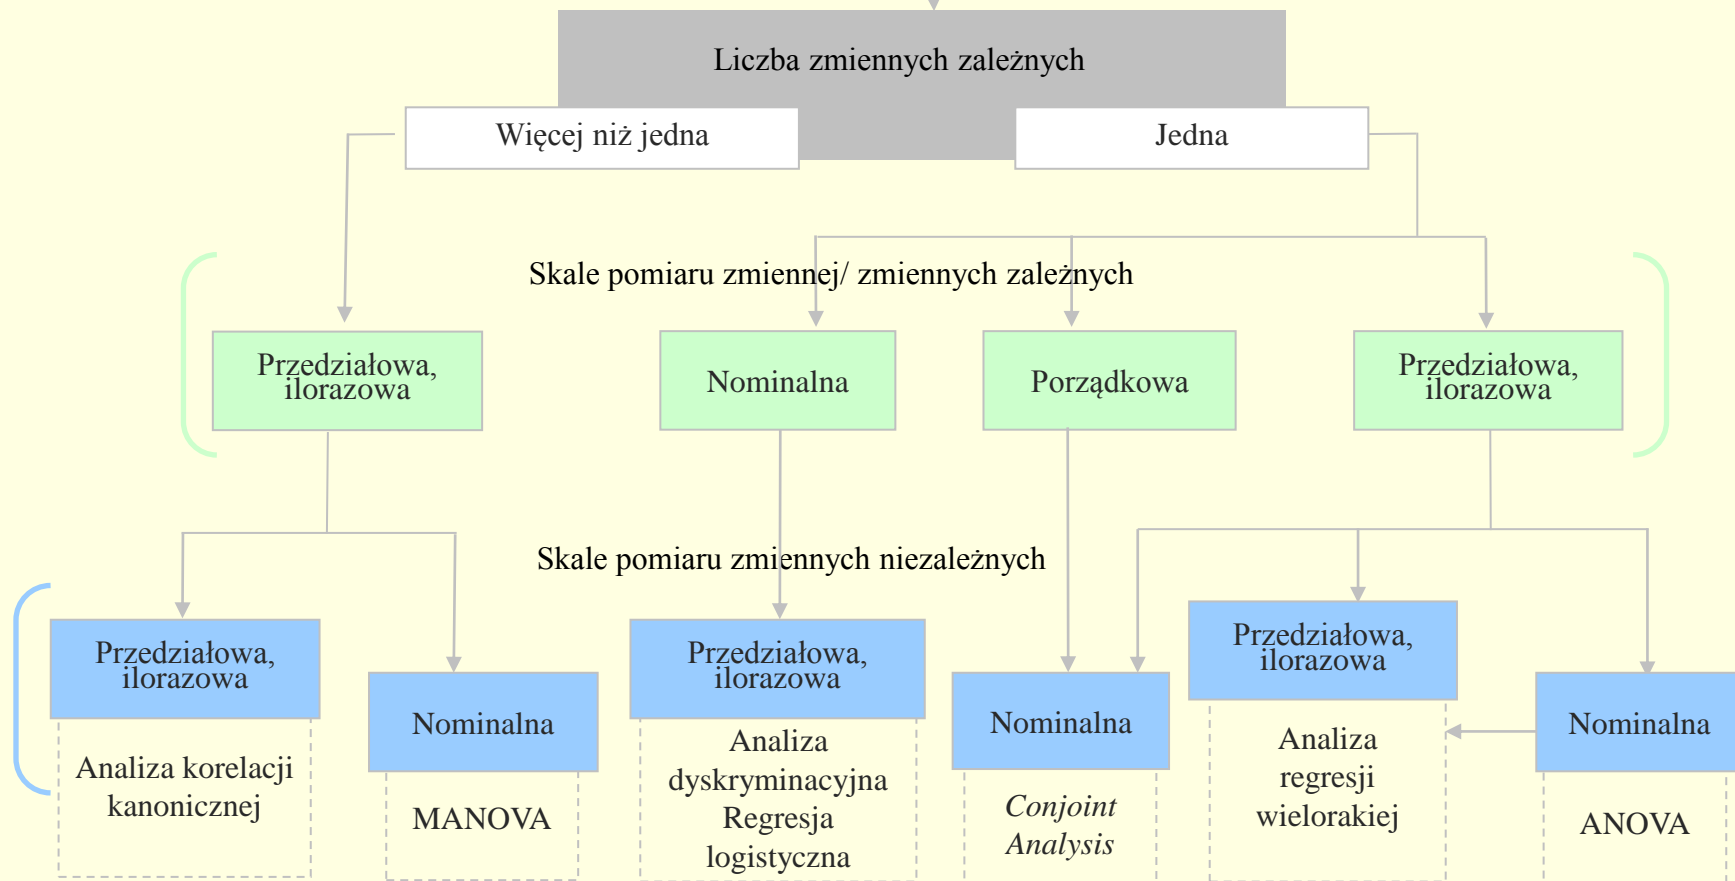 Liczba zmiennych zależnych
Więcej niż jedna
Jedna
Skale pomiaru zmiennej/ zmiennych zależnych
Przedziałowa,
ilorazowa
Nominalna
Porządkowa
Przedziałowa,
ilorazowa
Skale pomiaru zmiennych niezależnych
Przedziałowa,
ilorazowa
Nominalna
Przedziałowa,
ilorazowa
Nominalna
Przedziałowa,
ilorazowa
Nominalna
Analiza korelacji
kanonicznej
MANOVA
Analiza
dyskryminacyjna
Regresja
logistyczna
Conjoint
Analysis
Analiza
regresji
wielorakiej
ANOVA